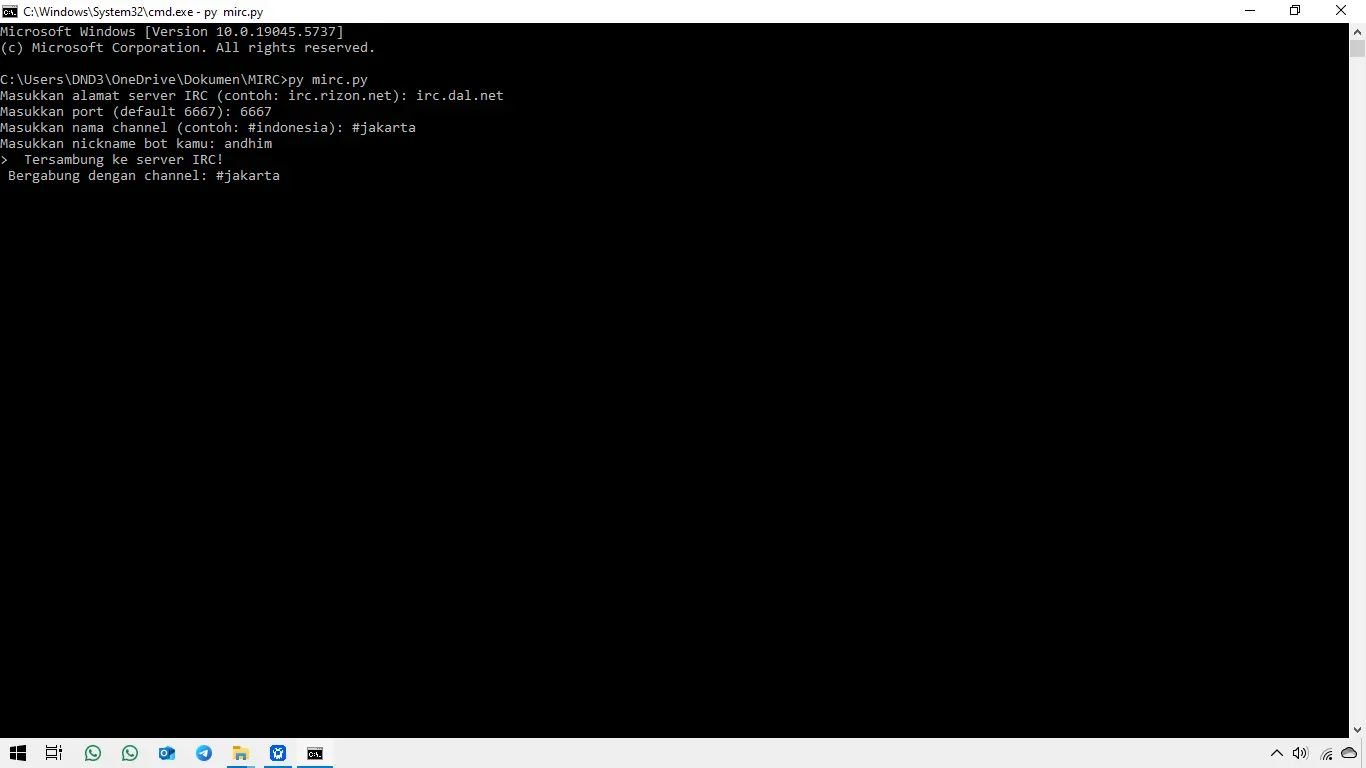 C:\Windows\System32\cmd.exe - py  mirc.py
Microsoft Windows [Version 10.0.19045.5737]
(c) Microsoft Corporation. All rights reserved.
C:\Users\DND3\OneDrive\Dokumen\MIRC>py mirc.py
Masukkan alamat server IRC (contoh: irc.rizon.net): irc.dal.net
Masukkan port (default 6667): 6667
Masukkan nama channel (contoh: #indonesia): #jakarta
Masukkan nickname bot kamu: andhim
>  Tersambung ke server IRC!
Bergabung dengan channel: #jakarta